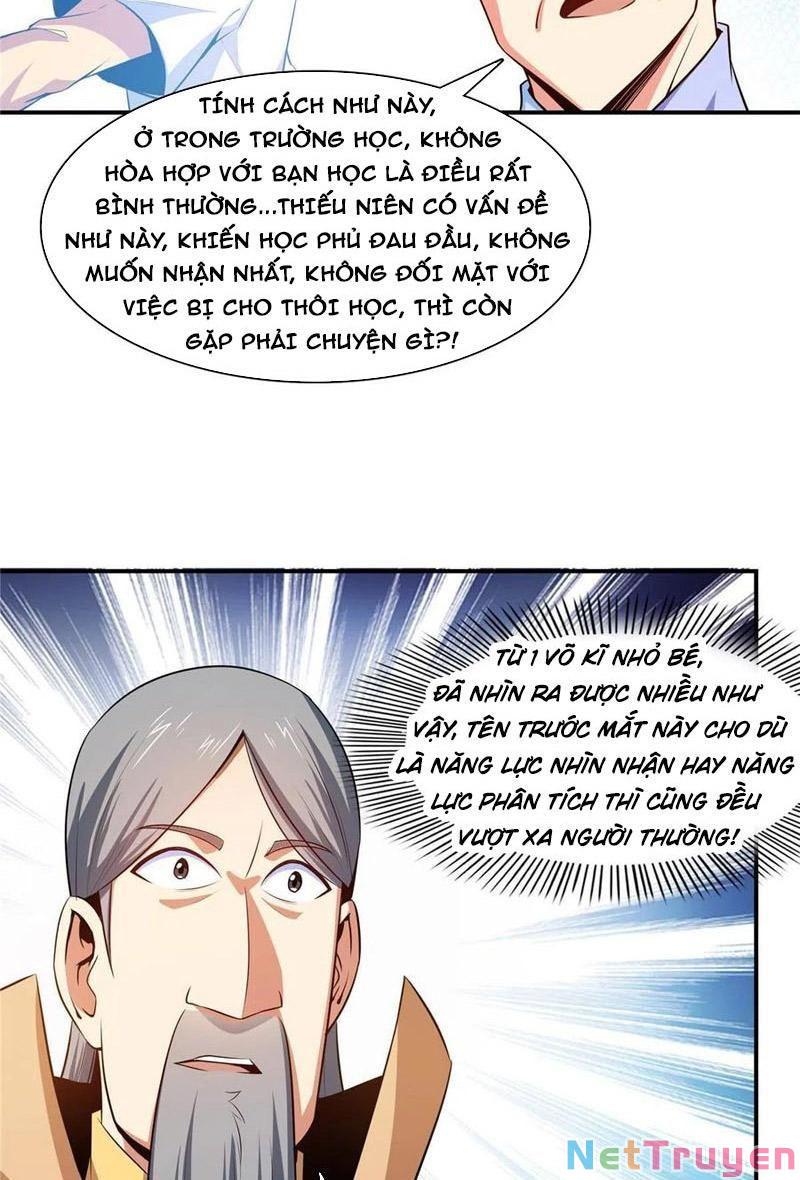 TÍNH CÁCH NHƯ NÀY,
Ở TRONG TRƯỜNG HỌC, KHÔNG
HÒA HỢP VỚI BẠN HỌC LÀ ĐIỀU RẤT
BÌNH THƯỜNG...THIẾU NIÊN CÓ VẤN ĐỀ
NHƯ NÀY, KHIẾN HỌC PHỦ ĐAU ĐẦU, KHÔNG
MUỐN NHẬN NHẤT, KHÔNG ĐỐI MẶT VỚI
VIỆC BỊ CHO THÔI HỌC, THÌ CÒN
GẶP PHẢI CHUYỆN GÌ?!
TỪ 1 VÕ KĨ NHỎ BÉ,
ĐÃ NHÌN RA ĐƯỢC NHIỀU NHƯ
VẬY, TÊN TRƯỚC MẮT NÀY CHO DÙ
LÀ NĂNG LỰC NHÌN NHẬN HAY NĂNG
LỰC PHÂN TÍCH THÌ CŨNG ĐỀU
VƯỢT XA NGƯỜI THƯỜNG!
NETTRUYEN